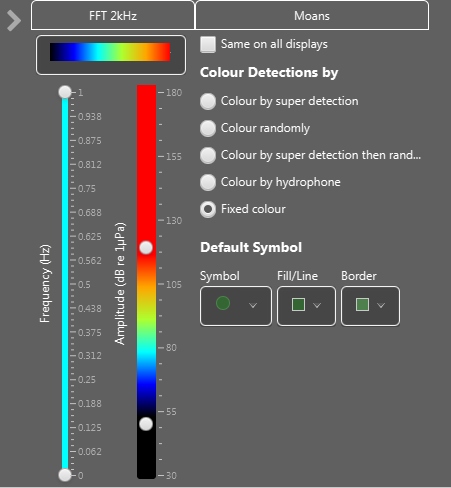 FFT 2kHz
Moans
Same on all displays
Colour Detections by
Colour by super detection
Colour randomly
Colour by super detection then rand...
Colour by hydrophone
Fixed colour
Default Symbol
Symbol
Fill/Line
Border
Frequency (Hz)
1
0.938
0.875
0.812
0.75
0.688
0.625
0.562
0.5
0.438
0.375
0.312
0.25
0.188
0.125
0.062
0
Amplitude (dB re 1µPa)
180
155
130
105
80
55
30